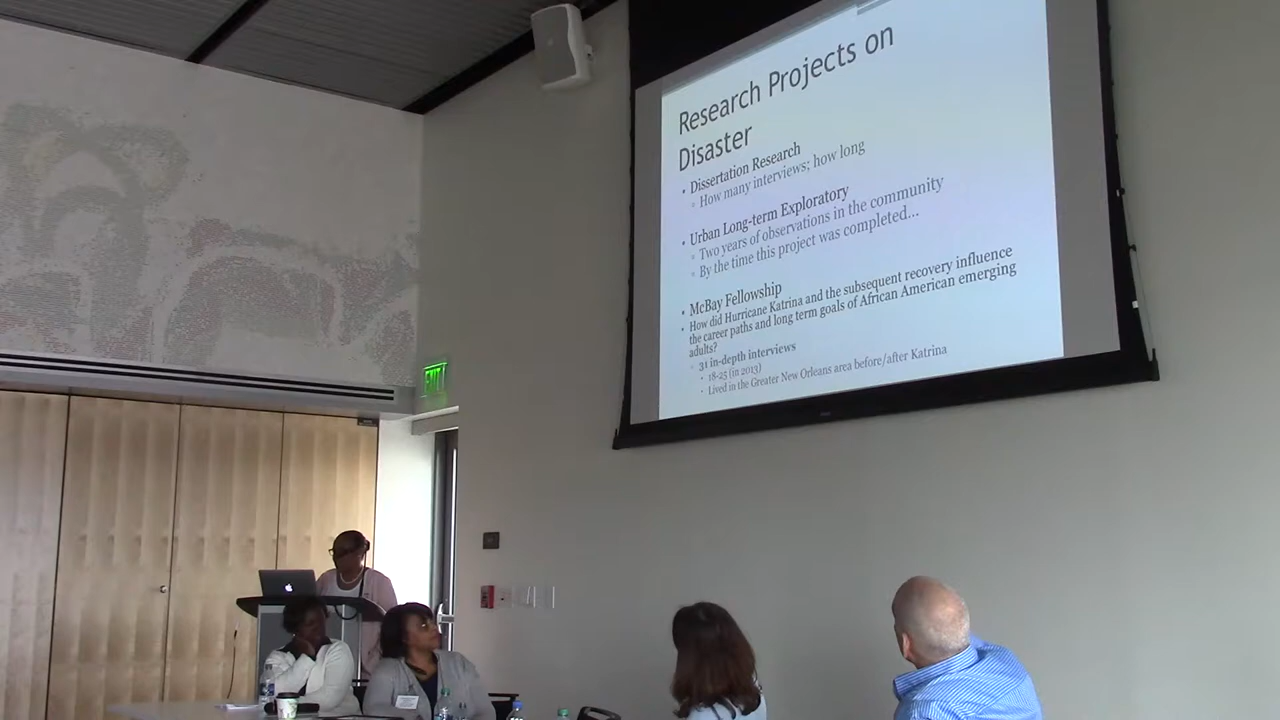 Research Projects on
Disaster
• Dissertation Research
◦ How many interviews; how long
• Urban Long-term Exploratory
◦ Two years of observations in the community
◦ By the time this project was completed...
• McBay Fellowship
• How did Hurricane Katrina and the subsequent recovery influence
the career paths and long term goals of African American emerging
adults?
◦ 31 in-depth interviews
• 18-25 (in 2013)
• Lived in the Greater New Orleans area before/after Katrina
EXIT